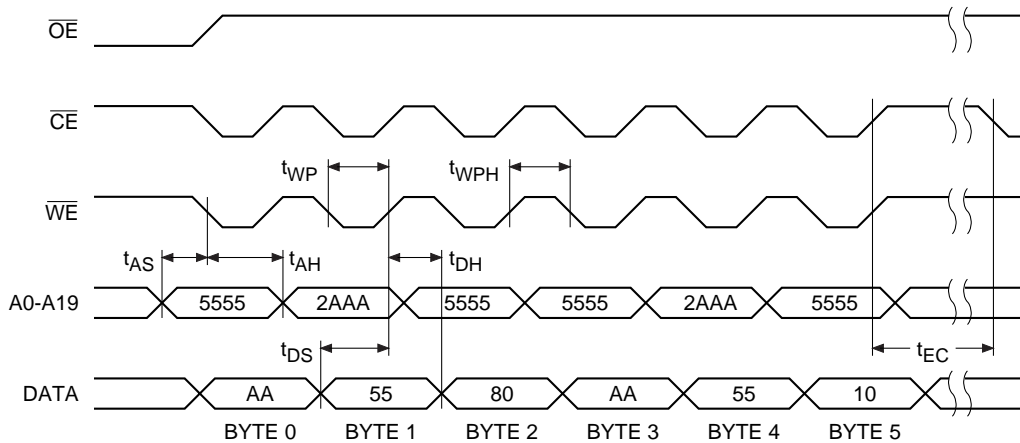 OE
CE
tWP
tWPH
WE
tAS
tAH
tDH
A0-A19
5555
2AAA
5555
5555
2AAA
5555
tDS
tEC
DATA
AA
55
80
AA
55
10
BYTE 0
BYTE 1
BYTE 2
BYTE 3
BYTE 4
BYTE 5